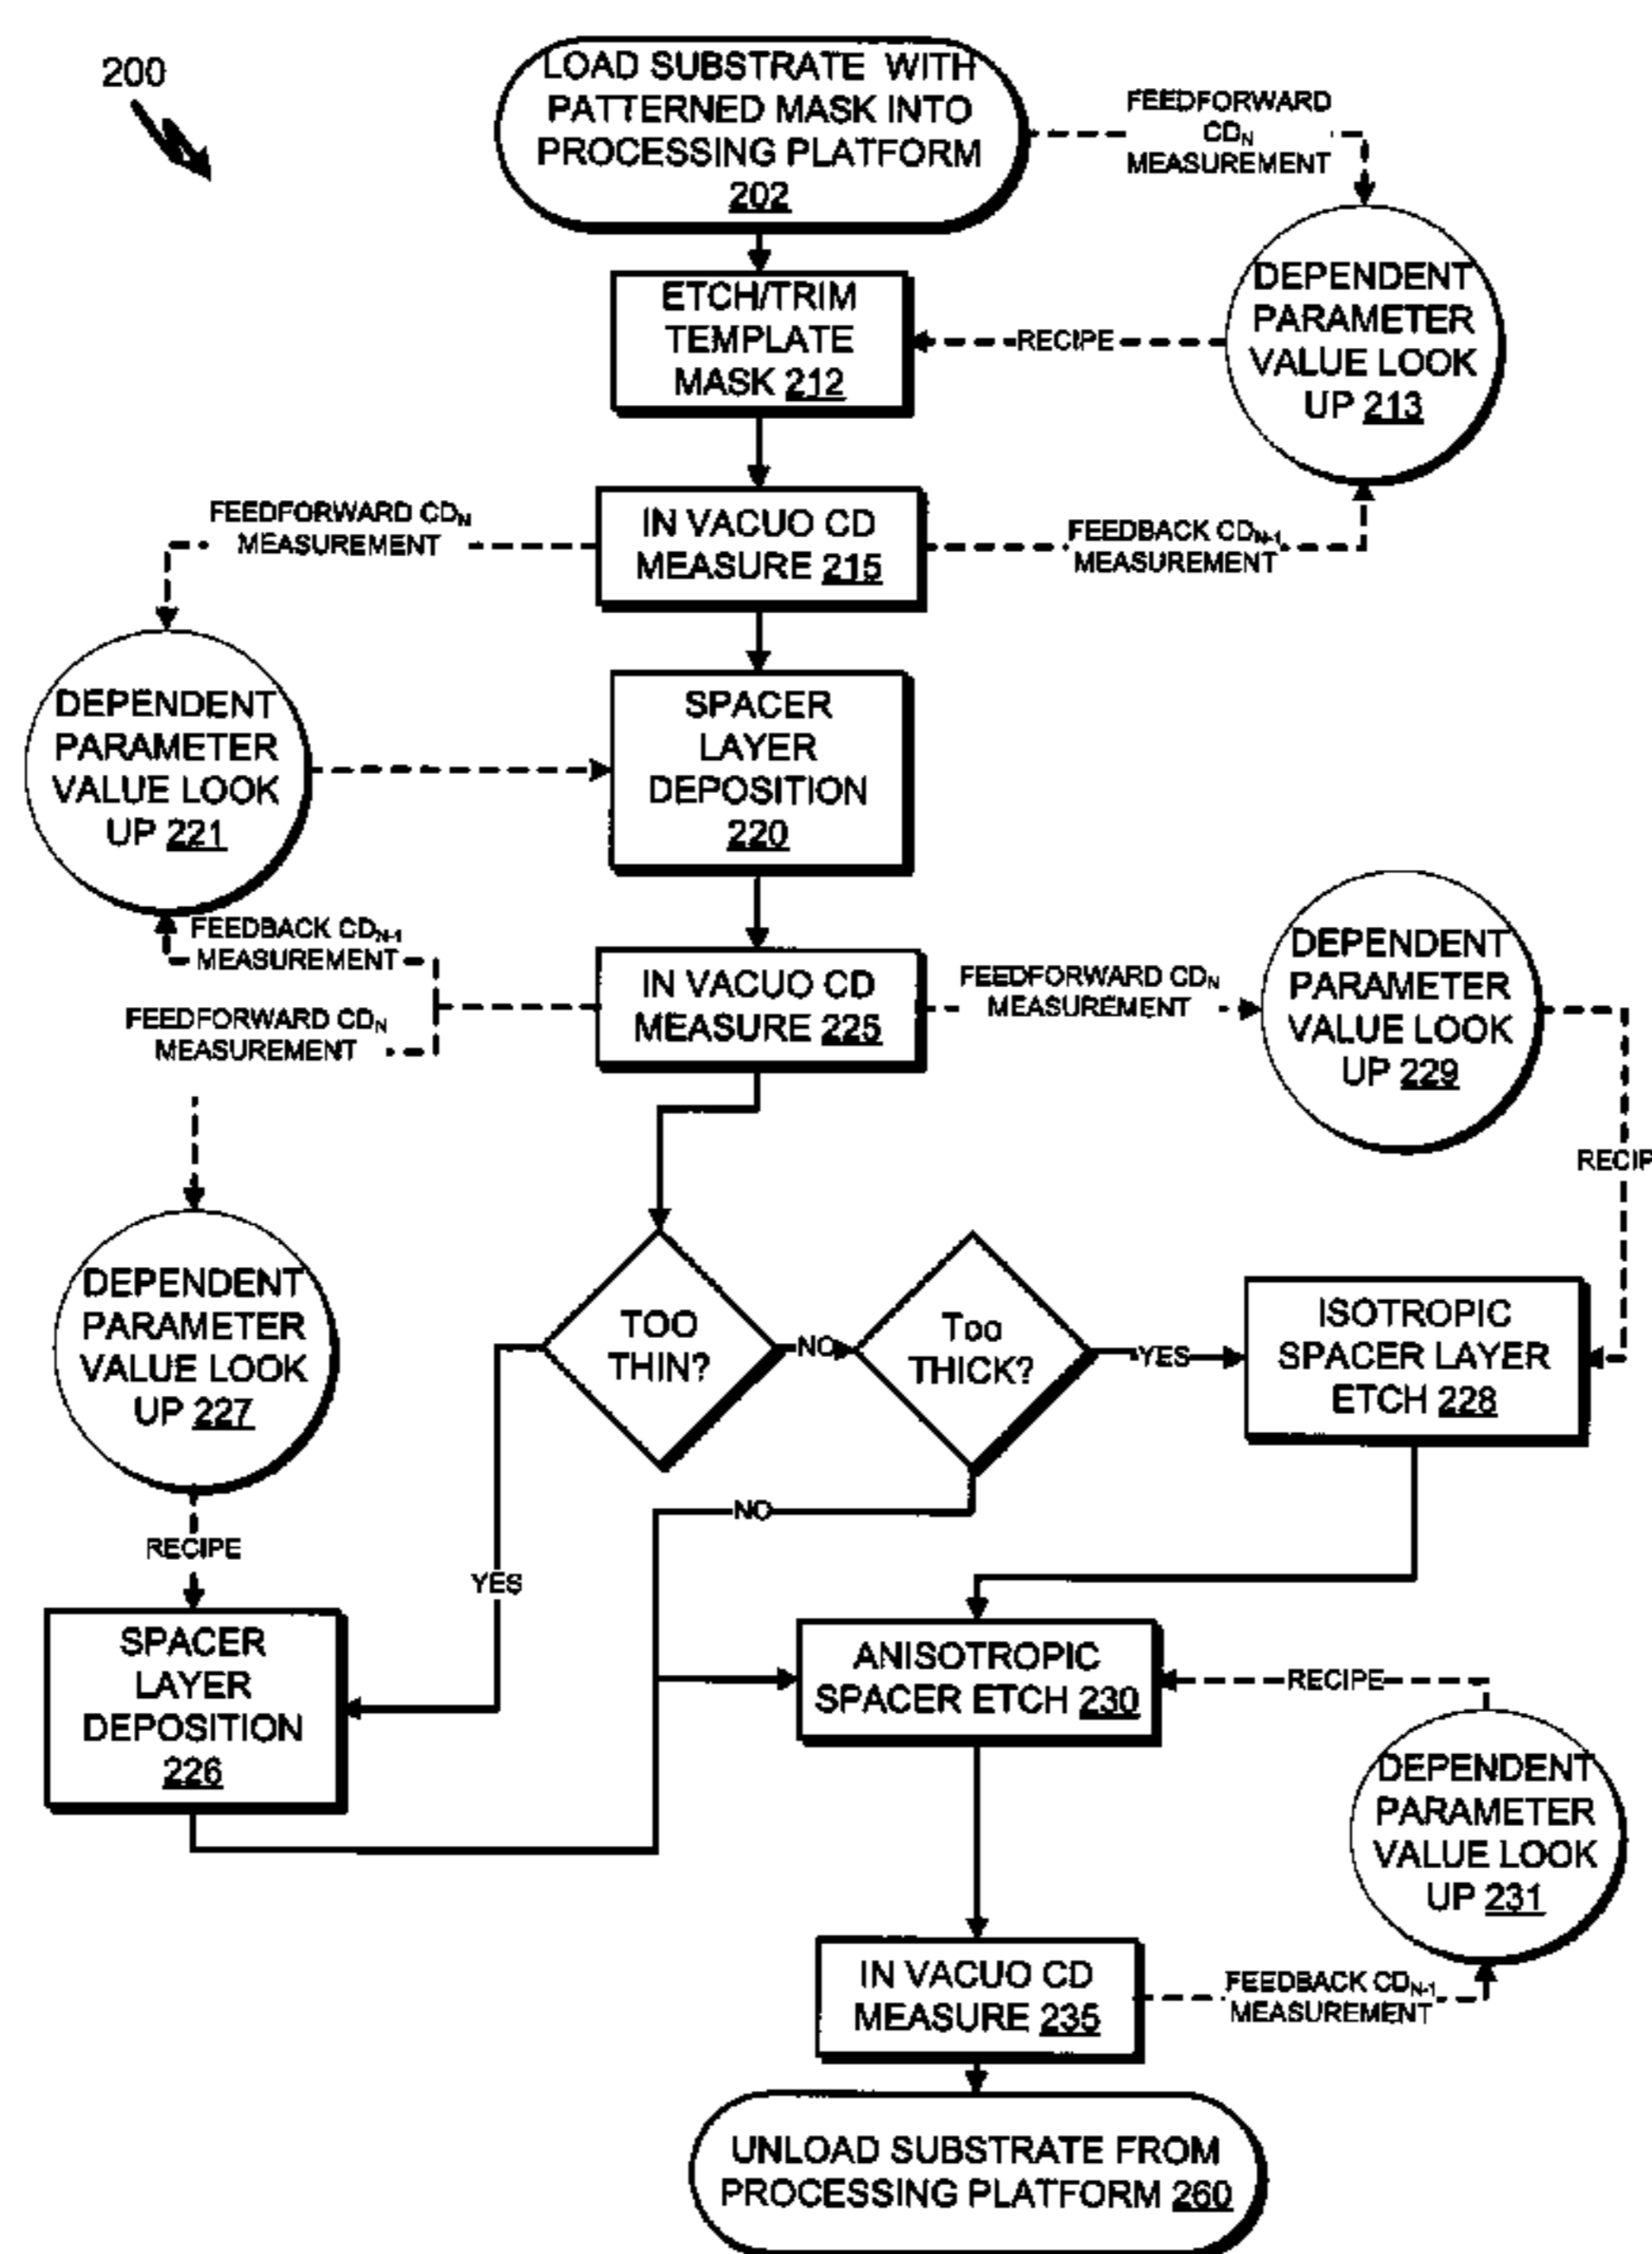 200
LOAD SUBSTRATE WITH
PATTERNED MASK INTO
PROCESSING PLATFORM
202
FEEDFORWARD
CDN
MEASUREMENT
DEPENDENT
PARAMETER
VALUE LOOK
UP 213
ETCH/TRIM
TEMPLATE
MASK 212
RECIPE
FEEDFORWARD CDN
MEASUREMENT
IN VACUO CD
MEASURE 215
FEEDBACK CDN-1
MEASUREMENT
DEPENDENT
PARAMETER
VALUE LOOK
UP 221
SPACER
LAYER
DEPOSITION
220
FEEDBACK CDN-1
MEASUREMENT
FEEDFORWARD CDN
MEASUREMENT
IN VACUO CD
MEASURE 225
FEEDFORWARD CDN
MEASUREMENT
DEPENDENT
PARAMETER
VALUE LOOK
UP 229
RECIP
DEPENDENT
PARAMETER
VALUE LOOK
UP 227
TOO
THIN?
NO
Too
THICK?
YES
ISOTROPIC
SPACER LAYER
ETCH 228
NO
RECIPE
YES
SPACER
LAYER
DEPOSITION
226
ANISOTROPIC
SPACER ETCH 230
RECIPE
DEPENDENT
PARAMETER
VALUE LOOK
UP 231
IN VACUO CD
MEASURE 235
FEEDBACK CDN-1
MEASUREMENT
UNLOAD SUBSTRATE FROM
PROCESSING PLATFORM 260